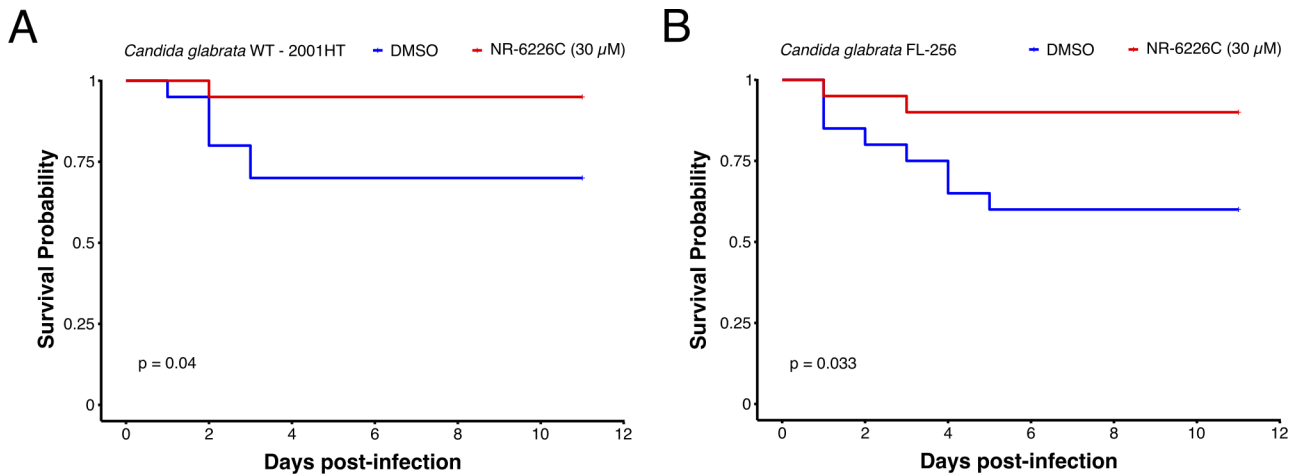 A
Candida glabrata WT - 2001HT DMSO NR-6226C (30 µM)
1
0.75
0.5
0.25
0
Survival Probability
p = 0.04
0 2 4 6 8 10 12
Days post-infection
B
Candida glabrata FL-256 DMSO NR-6226C (30 µM)
1
0.75
0.5
0.25
0
Survival Probability
p = 0.033
0 2 4 6 8 10 12
Days post-infection